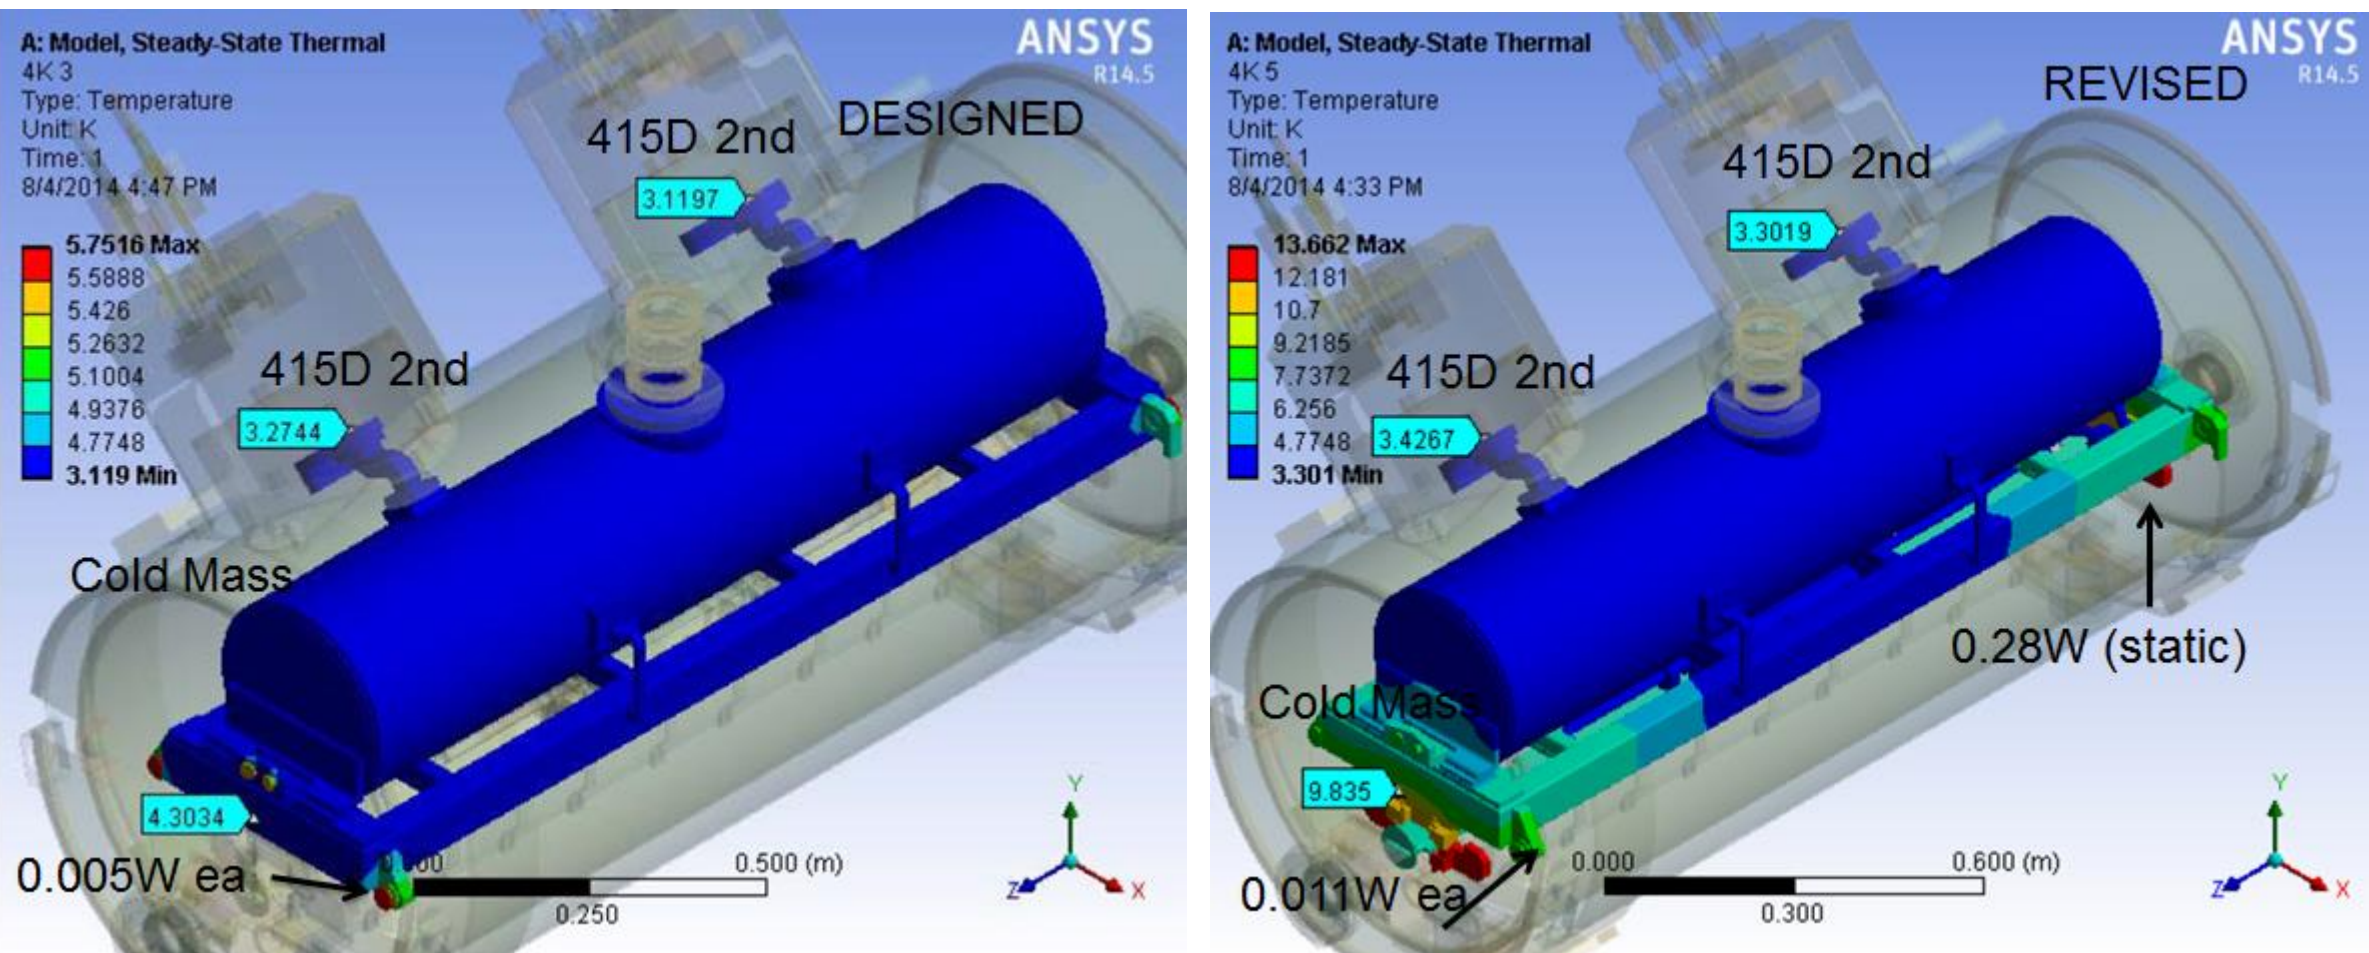 A: Model, Steady-State Thermal
4K 3
Type: Temperature
Unit: K
Time: 1
8/4/2014 4:47 PM
ANSYS
R14.5
DESIGNED
5.7516 Max
5.5888
5.426
5.2632
5.1004
4.9376
4.7748
3.119 Min
415D 2nd
3.1197
415D 2nd
3.2744
Cold Mass
4.3034
0.005W ea
0.000
0.500 (m)
0.250
Y
Z
X
A: Model, Steady-State Thermal
4K 5
Type: Temperature
Unit: K
Time: 1
8/4/2014 4:33 PM
ANSYS
R14.5
REVISED
13.662 Max
12.181
10.7
9.2185
7.7372
6.256
4.7748
3.301 Min
415D 2nd
3.3019
415D 2nd
3.4267
0.28W (static)
Cold Mass
9.835
0.011W ea
0.000
0.600 (m)
0.300
Y
Z
X